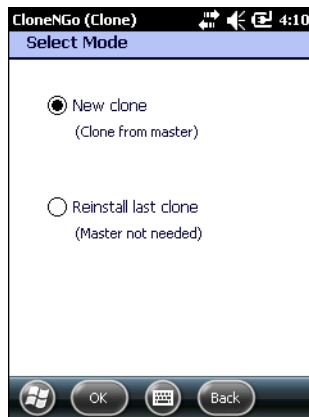 CloneNGo (Clone) 4:10
Select Mode
New clone
(Clone from master)
Reinstall last clone
(Master not needed)
OK Back